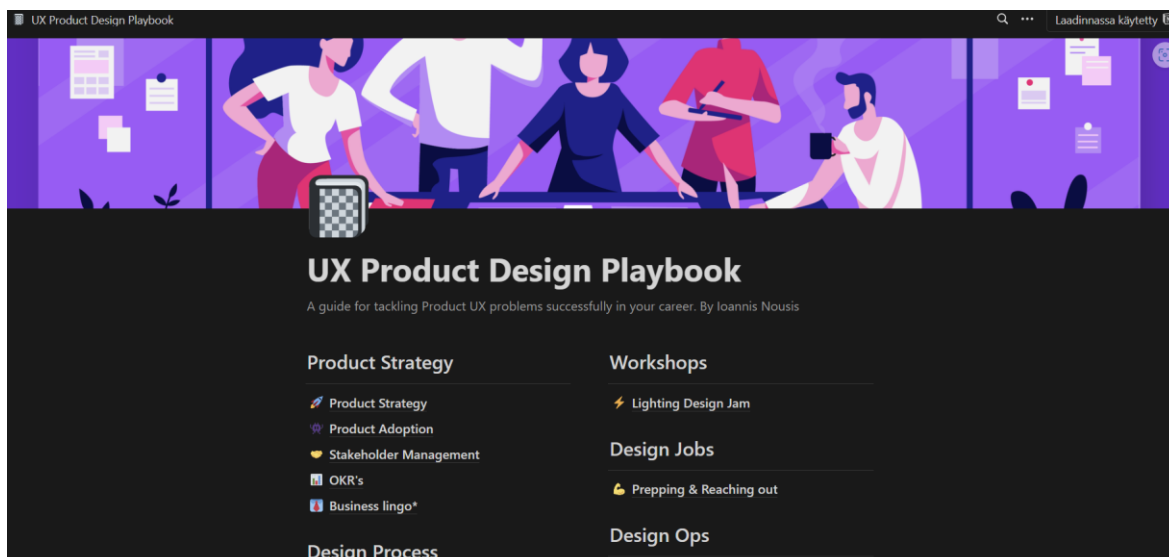 UX Product Design Playbook
Laadinnassa käytetty
UX Product Design Playbook
A guide for tackling Product UX problems successfully in your career. By Ioannis Nousis
Product Strategy
Product Strategy
Product Adoption
Stakeholder Management
OKR's
Business lingo*
Design Process
Workshops
Lighting Design Jam
Design Jobs
Prepping & Reaching out
Design Ops